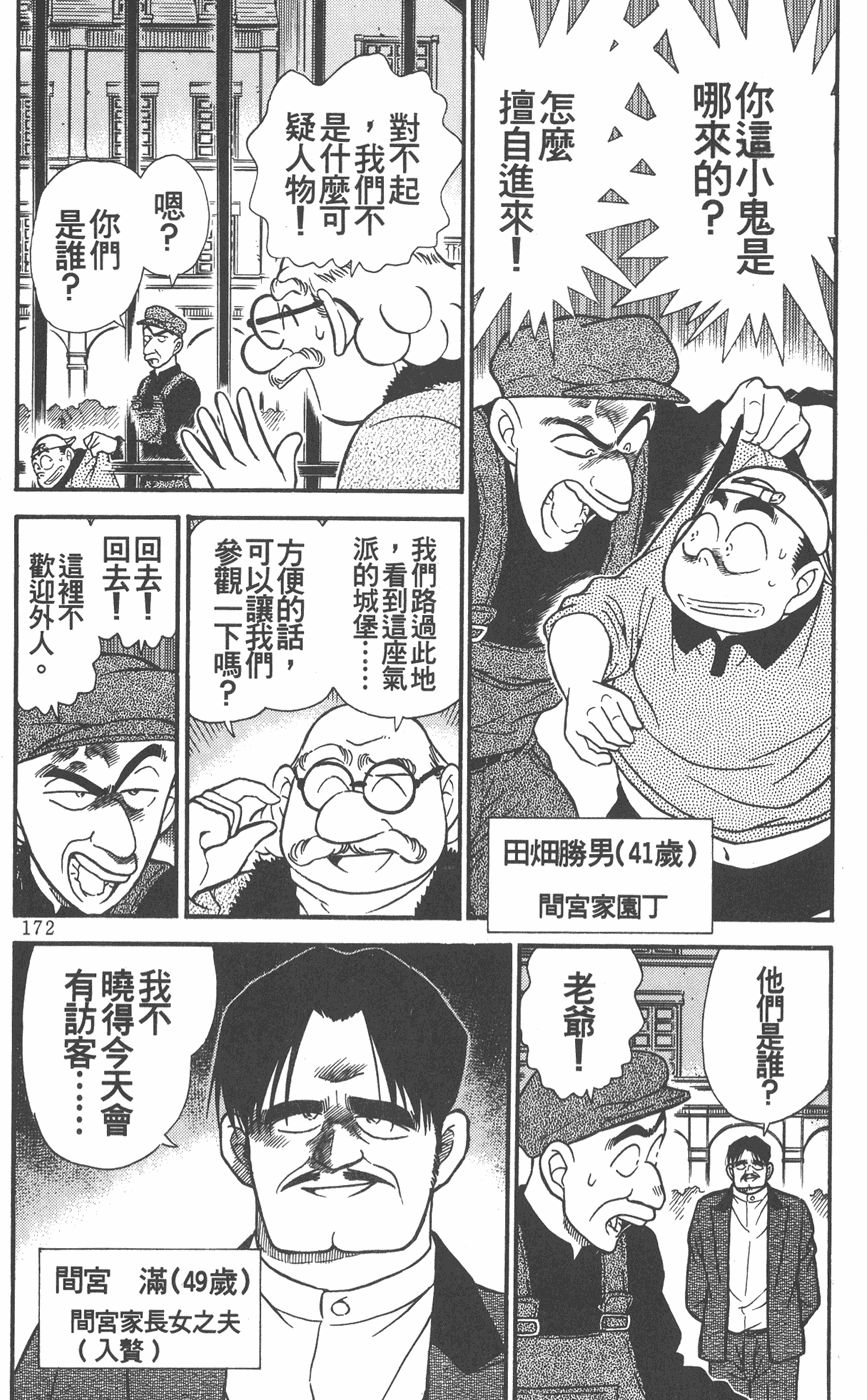 你這小鬼是
哪來的？
怎麼
擅自進來！
田畑勝男(41歲)
間宮家園丁
對不起
，我們不
是什麼可
疑人物！
嗯？
你們
是誰？
我們路過此地
，看到這座氣
派的城堡……
方便的話，
可以讓我們
參觀一下嗎？
回去！
回去！
這裡不
歡迎外人。
172
他們是誰？
老爺！
我不
曉得今天會
有訪客……
間宮　滿(49歲)
間宮家長女之夫
(入贅)